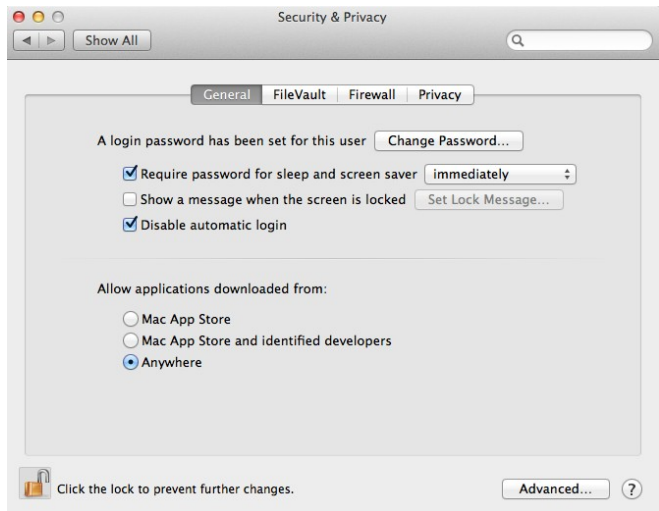 Security & Privacy
Show All
General FileVault Firewall Privacy
A login password has been set for this user Change Password...
Require password for sleep and screen saver immediately
Show a message when the screen is locked Set Lock Message...
Disable automatic login
Allow applications downloaded from:
Mac App Store
Mac App Store and identified developers
Anywhere
Click the lock to prevent further changes. Advanced... ?